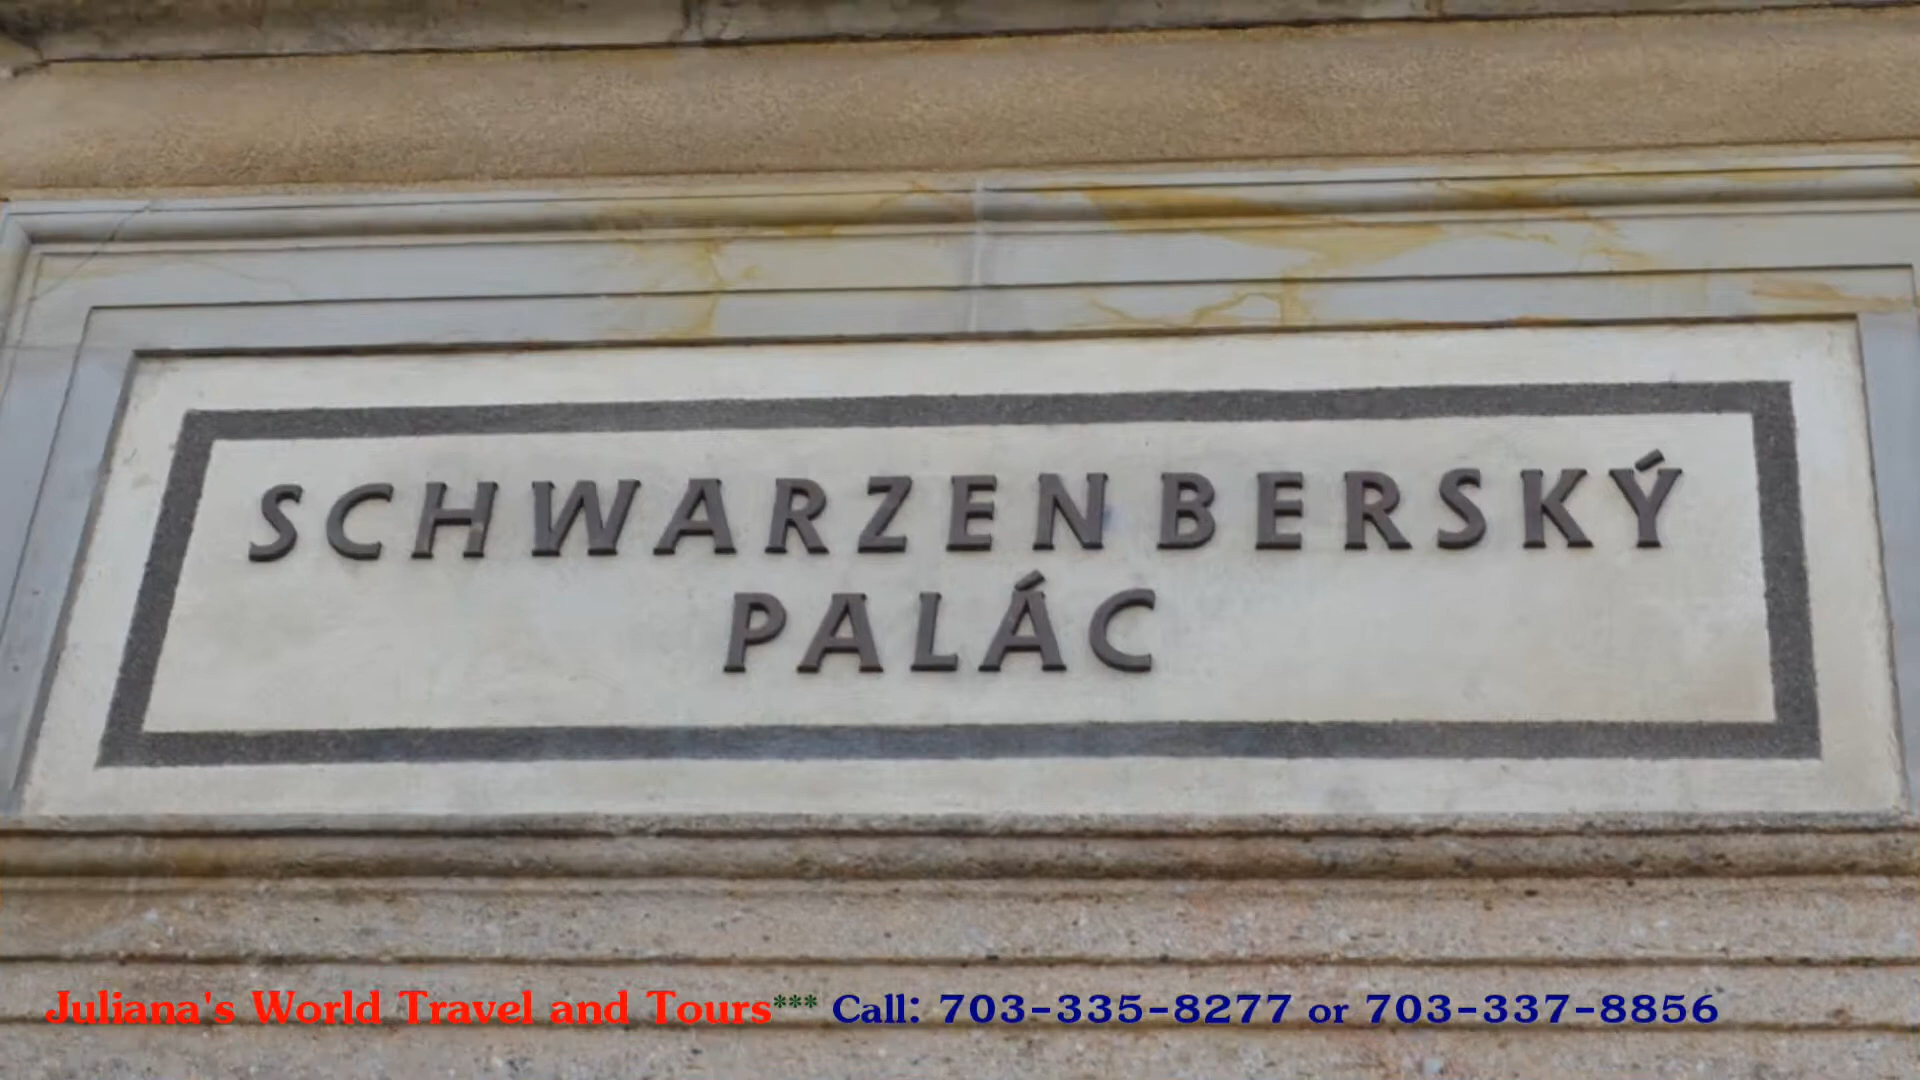 SCHWARZENBERSKÝ
PALÁC
Juliana's World Travel and Tours*** Call: 703-335-8277 or 703-337-8856